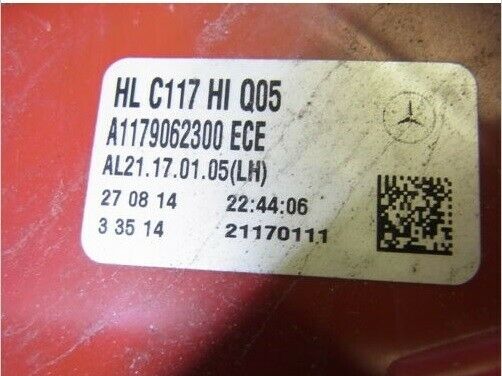 HL C117 HI Q05
A1179062300 ECE
AL21.17.01.05(LH)
27 08 14 22:44:06
3 35 14 21170111